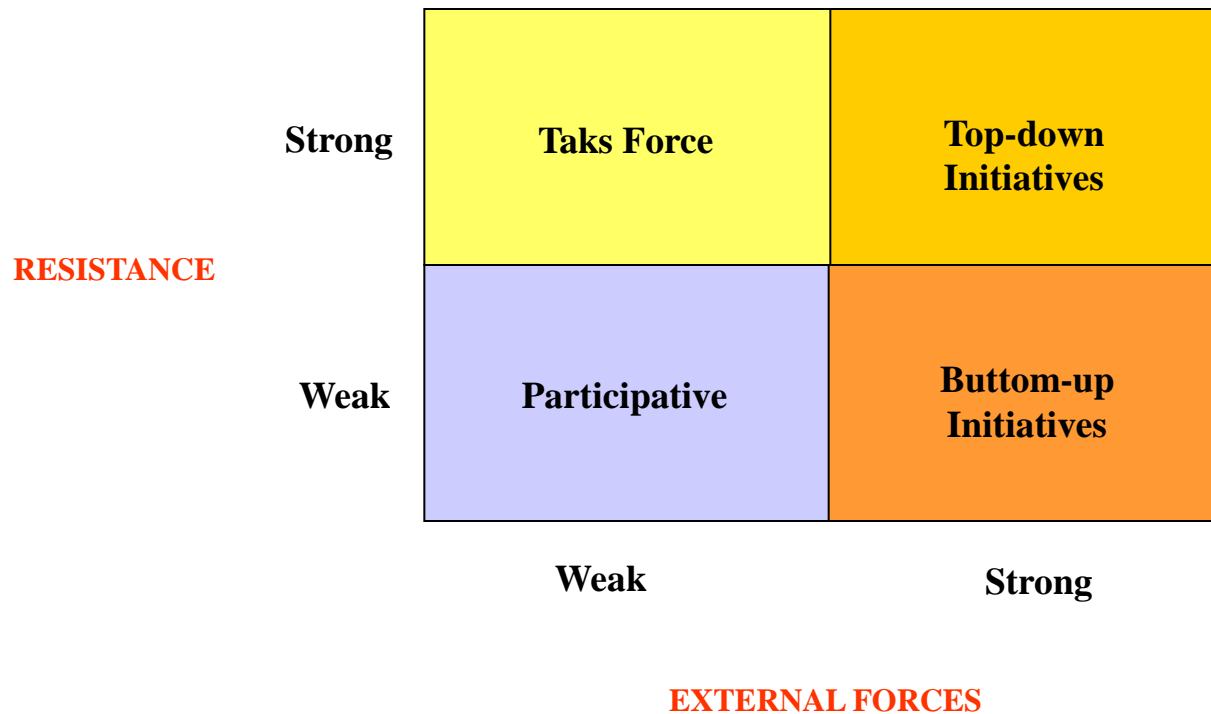 Strong
Taks Force
Top-down
Initiatives
RESISTANCE
Weak
Participative
Buttom-up
Initiatives
Weak
Strong
EXTERNAL FORCES